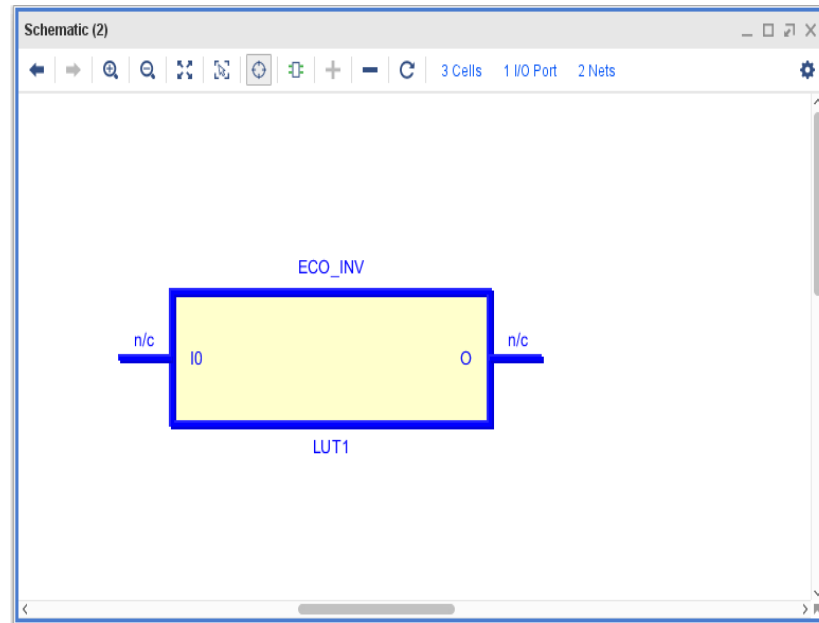 Schematic (2)
3 Cells 1 I/O Port 2 Nets
ECO_INV
n/c n/c
I0 O
LUT1